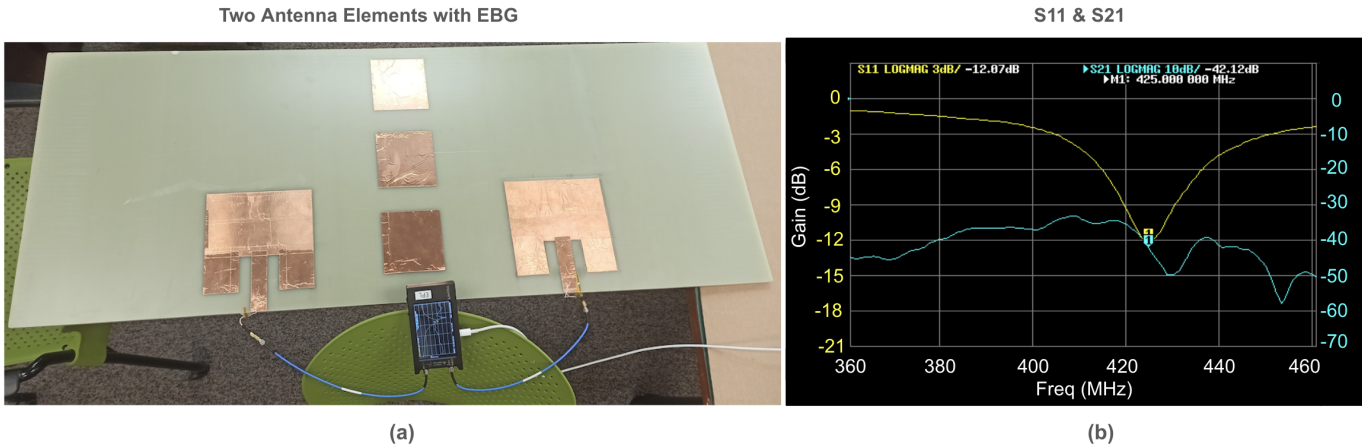 Two Antenna Elements with EBG
S11 & S21
S11 LOGMAG 3dB/ -12.07dB
▶S21 LOGMAG 10dB/ -42.12dB
▶M1: 425.000 000 MHz
0
-3
-6
-9
-12
-15
-18
-21
Gain (dB)
0
-10
-20
-30
-40
-50
-60
-70
1
1
360
380
400
420
440
460
Freq (MHz)
(a)
(b)